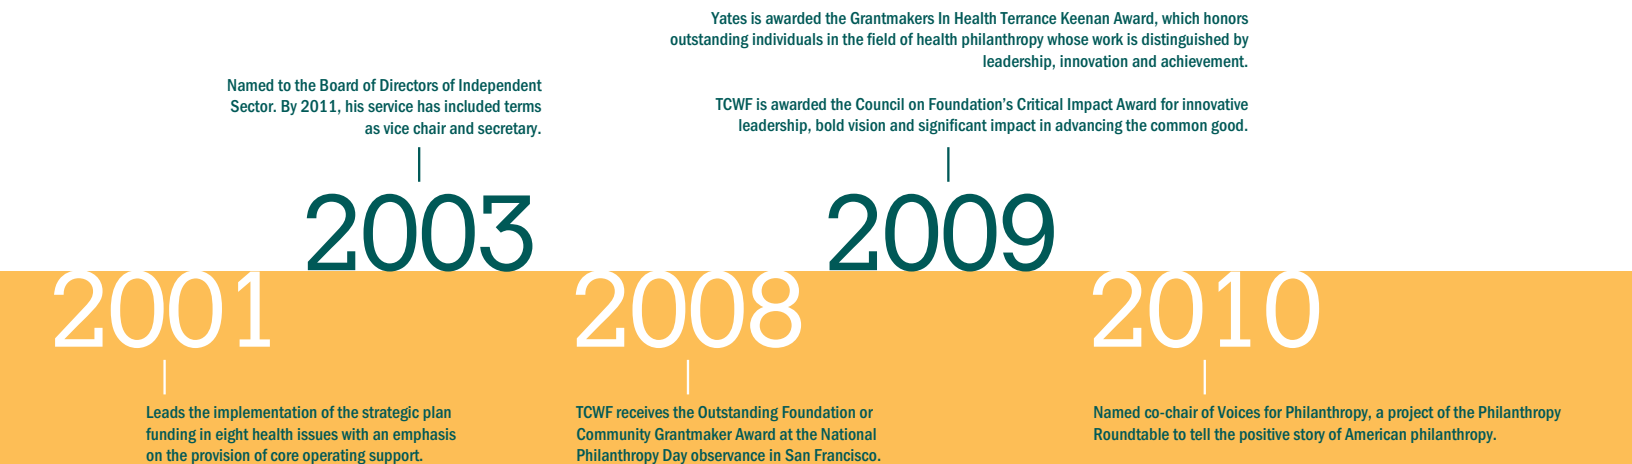 Yates is awarded the Grantmakers In Health Terrance Keenan Award, which honors
outstanding individuals in the field of health philanthropy whose work is distinguished by
leadership, innovation and achievement.
TCWF is awarded the Council on Foundation’s Critical Impact Award for innovative
leadership, bold vision and significant impact in advancing the common good.
Named to the Board of Directors of Independent
Sector. By 2011, his service has included terms
as vice chair and secretary.
2003
2009
2001
2008
2010
Leads the implementation of the strategic plan
funding in eight health issues with an emphasis
on the provision of core operating support.
TCWF receives the Outstanding Foundation or
Community Grantmaker Award at the National
Philanthropy Day observance in San Francisco.
Named co-chair of Voices for Philanthropy, a project of the Philanthropy
Roundtable to tell the positive story of American philanthropy.